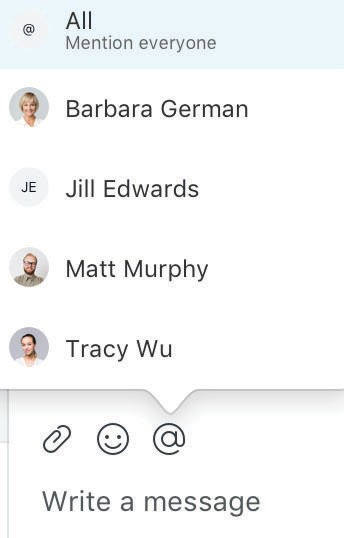 @
All
Mention everyone
Barbara German
JE
Jill Edwards
Matt Murphy
Tracy Wu
@
Write a message